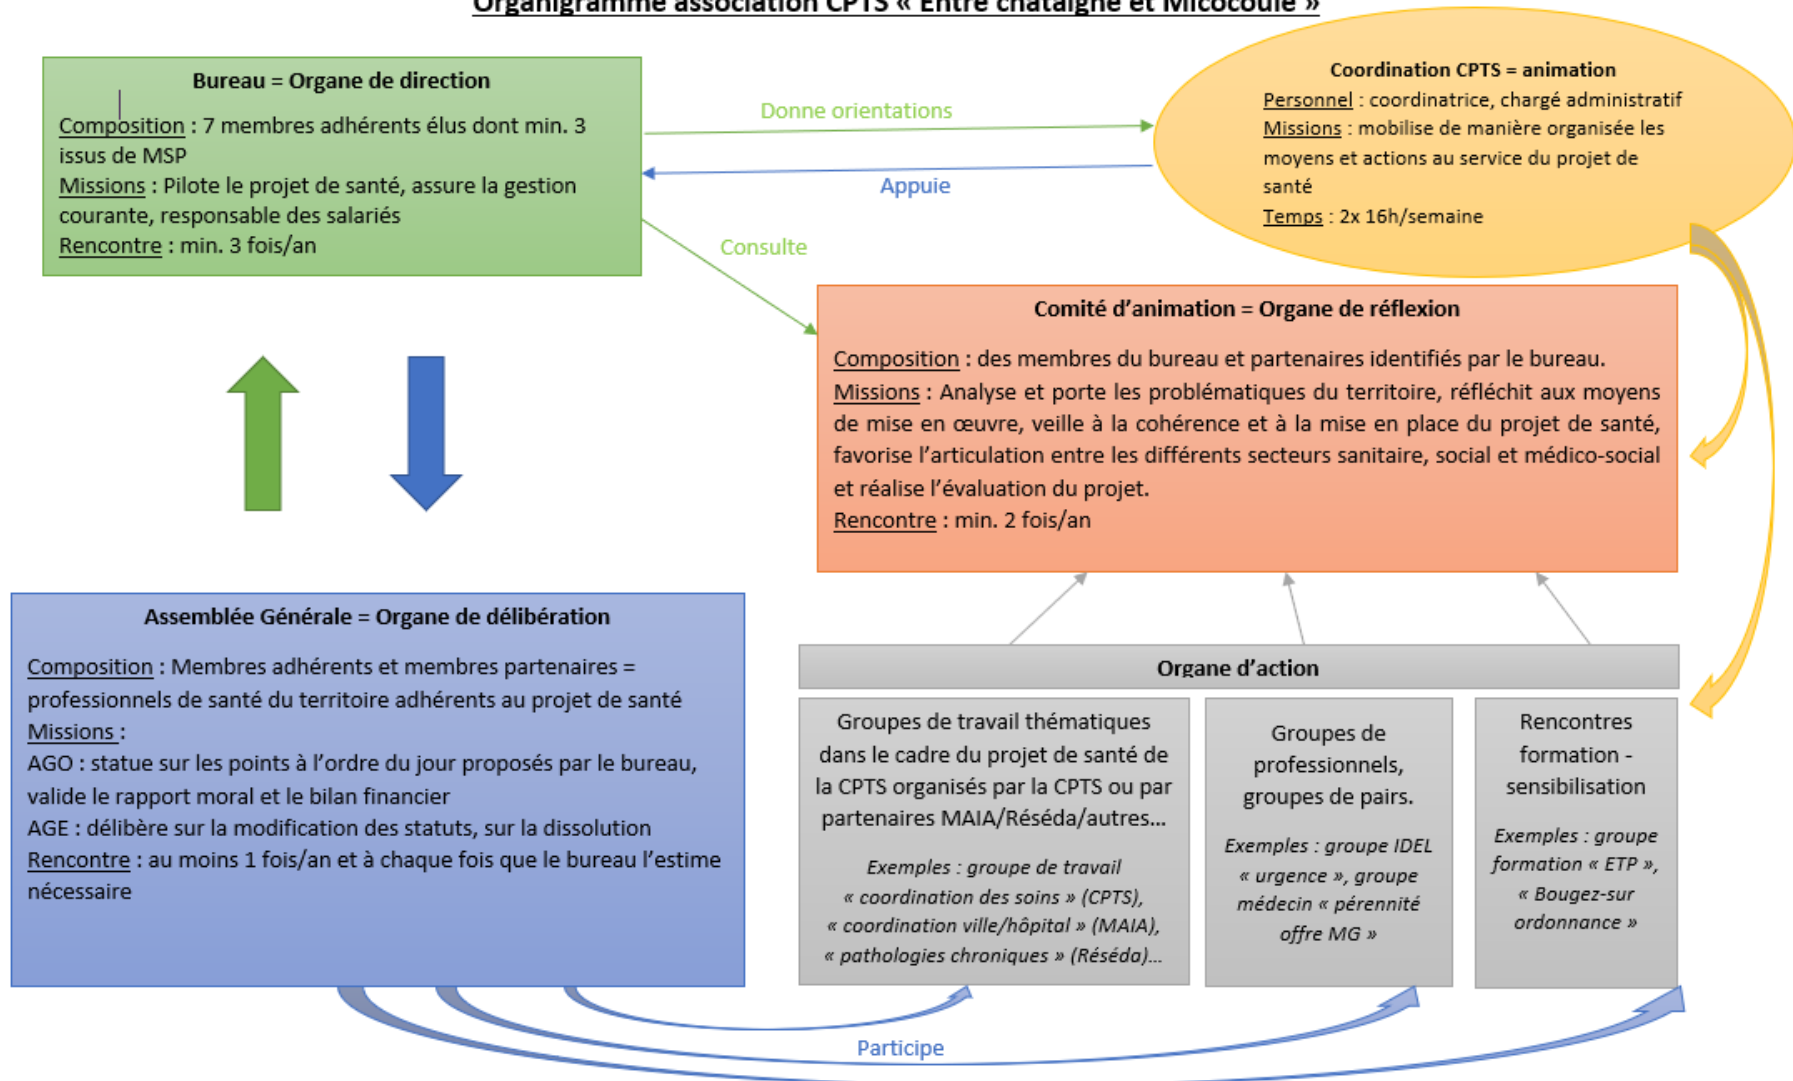 Organigramme association CPTS « Entre châtaigne et Micocoule »
Bureau = Organe de direction
Composition : 7 membres adhérents élus dont min. 3
issus de MSP
Missions : Pilote le projet de santé, assure la gestion
courante, responsable des salariés
Rencontre : min. 3 fois/an
Donne orientations
Appuie
Consulte
Coordination CPTS = animation
Personnel : coordinatrice, chargé administratif
Missions : mobilise de manière organisée les
moyens et actions au service du projet de
santé
Temps : 2x 16h/semaine
Comité d’animation = Organe de réflexion
Composition : des membres du bureau et partenaires identifiés par le bureau.
Missions : Analyse et porte les problématiques du territoire, réfléchit aux moyens
de mise en œuvre, veille à la cohérence et à la mise en place du projet de santé,
favorise l’articulation entre les différents secteurs sanitaire, social et médico-social
et réalise l’évaluation du projet.
Rencontre : min. 2 fois/an
Assemblée Générale = Organe de délibération
Composition : Membres adhérents et membres partenaires =
professionnels de santé du territoire adhérents au projet de santé
Missions :
AGO : statue sur les points à l’ordre du jour proposés par le bureau,
valide le rapport moral et le bilan financier
AGE : délibère sur la modification des statuts, sur la dissolution
Rencontre : au moins 1 fois/an et à chaque fois que le bureau l’estime
nécessaire
Organe d’action
Groupes de travail thématiques
dans le cadre du projet de santé de
la CPTS organisés par la CPTS ou par
partenaires MAIA/Réséda/autres…
Exemples : groupe de travail
« coordination des soins » (CPTS),
« coordination ville/hôpital » (MAIA),
« pathologies chroniques » (Réséda)…
Groupes de
professionnels,
groupes de pairs.
Exemples : groupe IDEL
« urgence », groupe
médecin « pérennité
offre MG »
Rencontres
formation -
sensibilisation
Exemples : groupe
formation « ETP »,
« Bougez-sur
ordonnance »
Participe